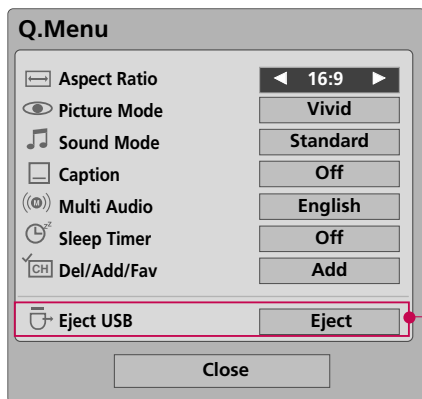 Q.Menu
Aspect Ratio ◄ 16:9 ►
Picture Mode Vivid
Sound Mode Standard
Caption Off
Multi Audio English
Sleep Timer Off
CH Del/Add/Fav Add
Eject USB Eject
Close